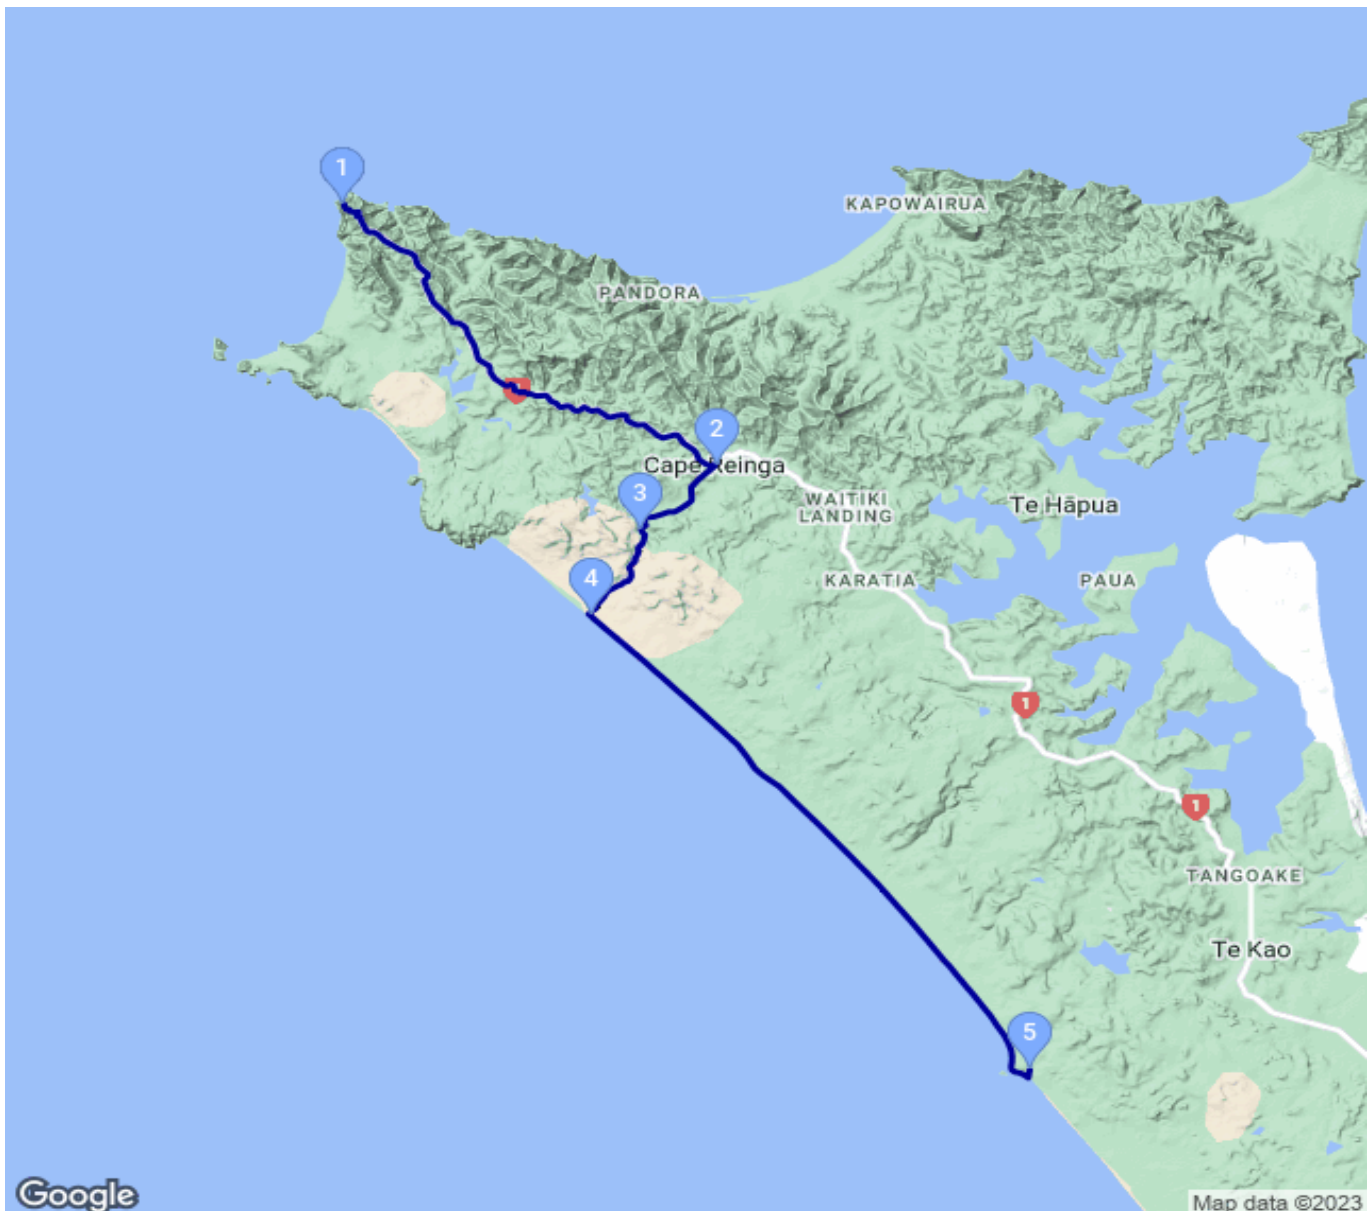 1
KAPOWAIRUA
PANDORA
1
2
Cape Reinga
3
WAITIKI
LANDING
Te Hāpua
4
KARATIA
PAUA
1
1
TANGOAKE
Te Kao
5
Google
Map data ©2023